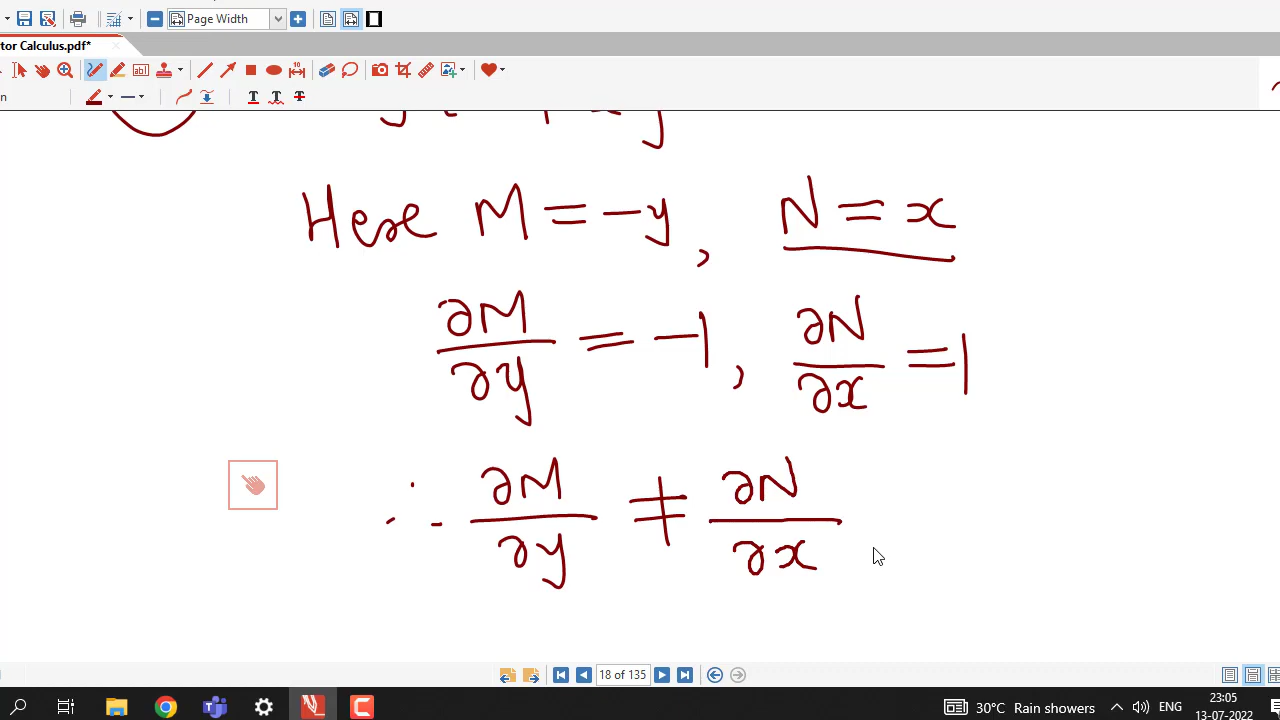 Page Width
tor Calculus.pdf*
Here M = -y, N = x
∂M/∂y = -1, ∂N/∂x = 1
∴ ∂M/∂y ≠ ∂N/∂x
18 of 135
30°C Rain showers ENG 23:05
13-07-2022